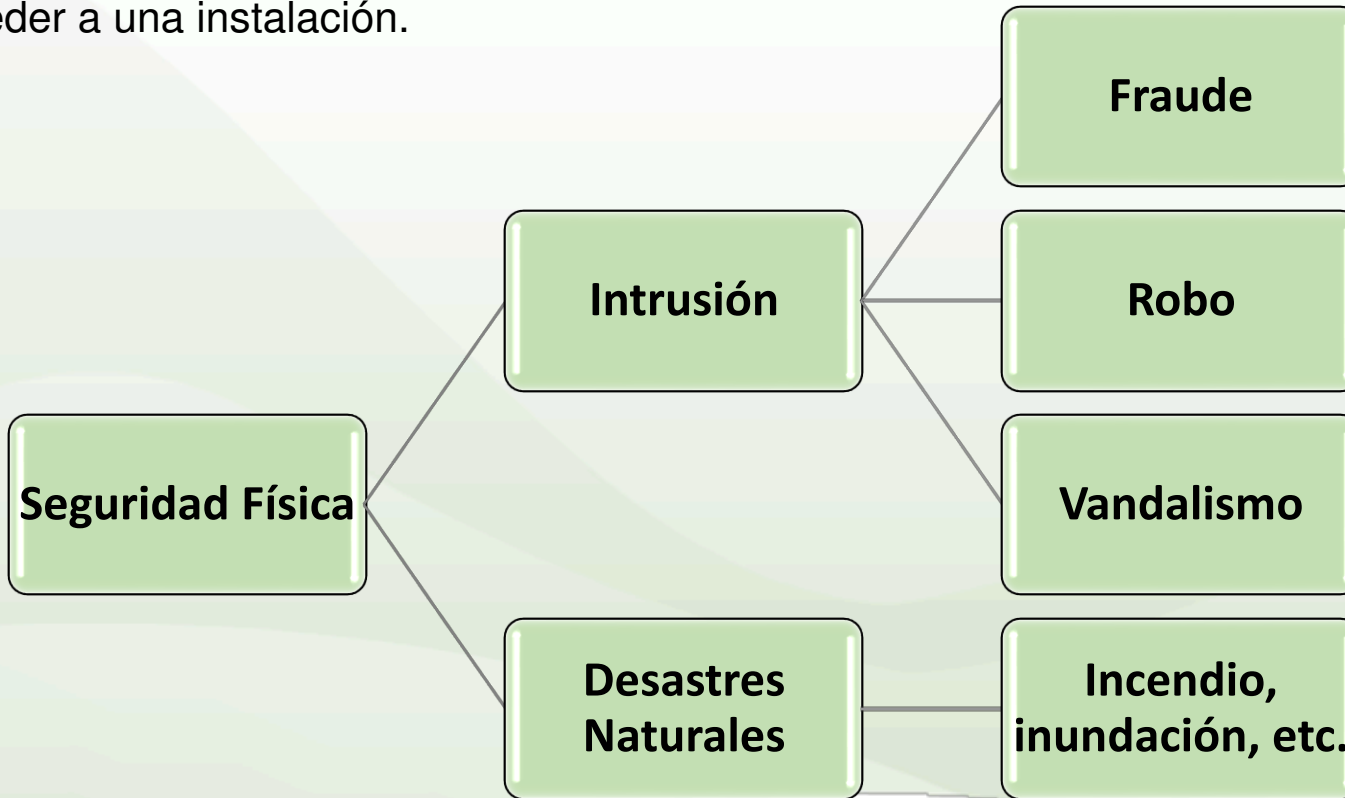 eder a una instalación.
Fraude
Intrusión
Robo
Seguridad Física
Vandalismo
Desastres
Naturales
Incendio,
inundación, etc.